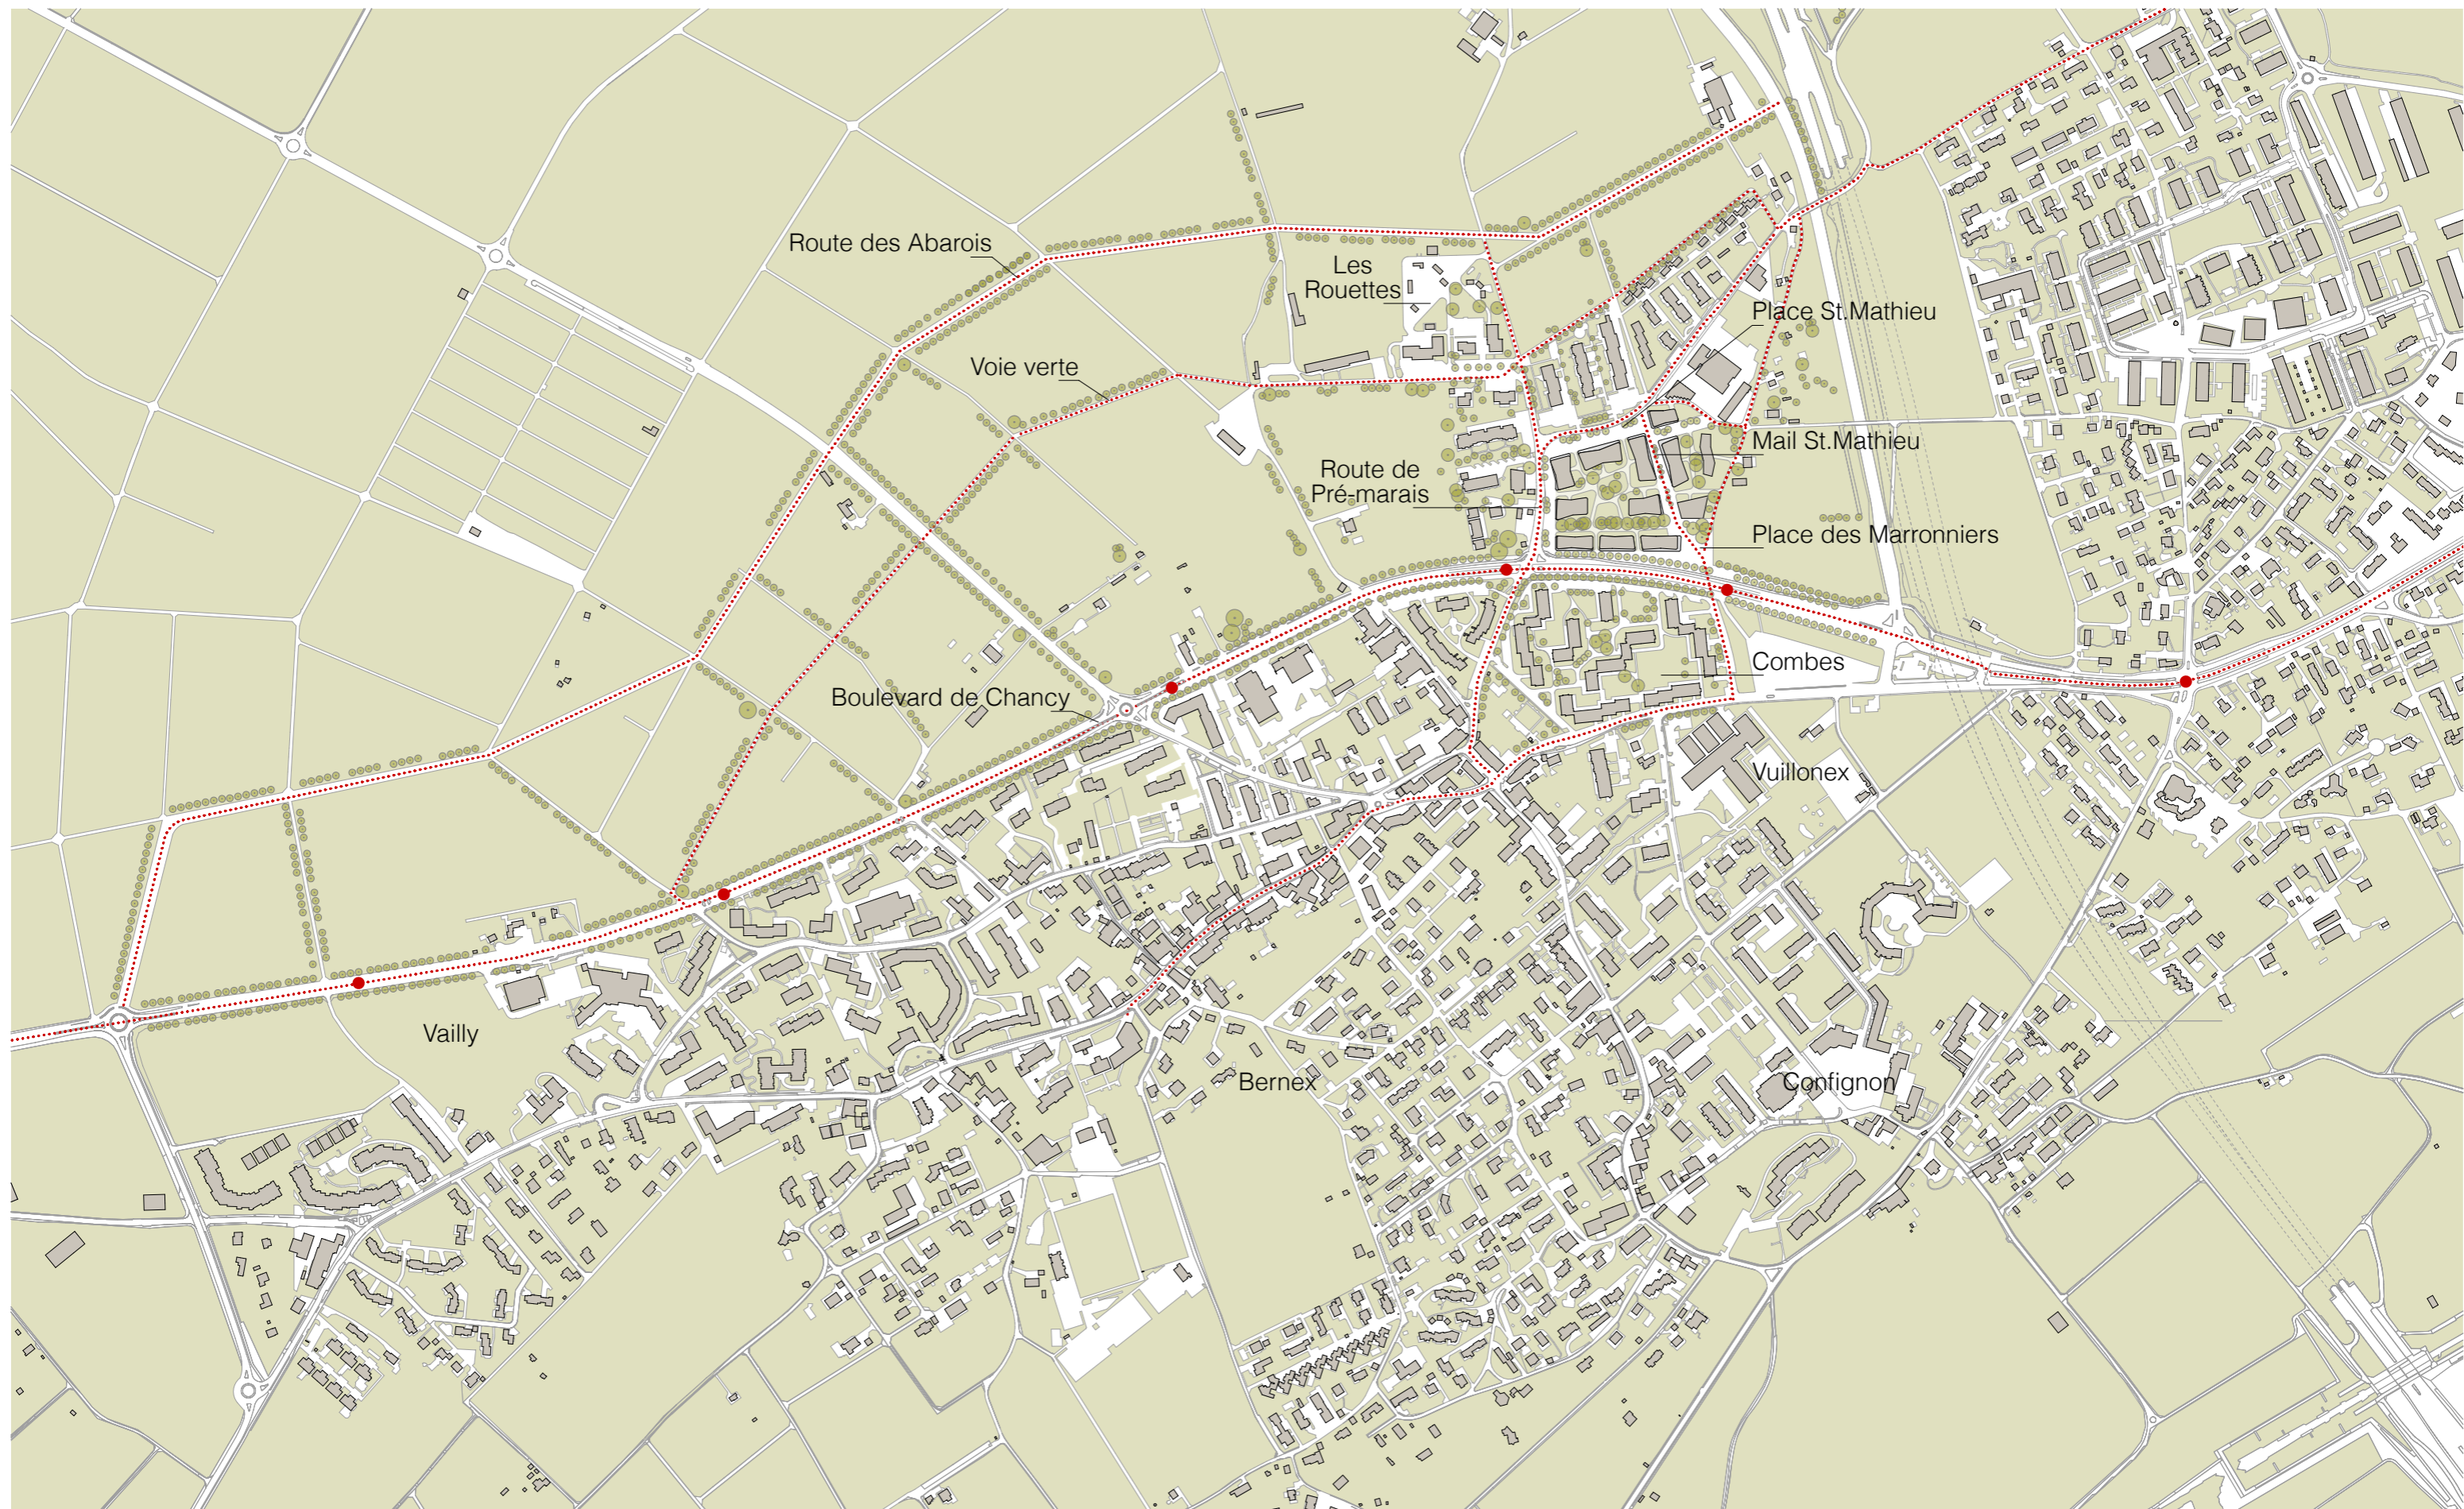 Route des Abarois
Les
Rouettes
Place St.Mathieu
Voie verte
Mail St.Mathieu
Route de
Pré-marais
Place des Marronniers
Combes
Boulevard de Chancy
Vuillonex
Vailly
Bernex
Confignon